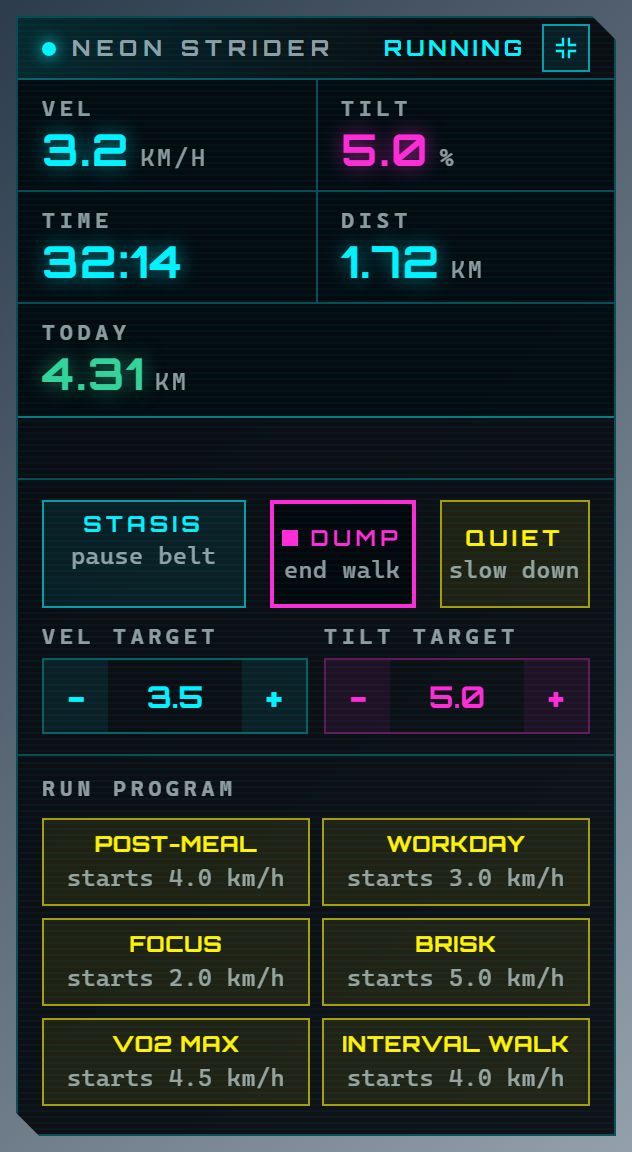 NEON STRIDER RUNNING
VEL
3.2 KM/H
TILT
5.0 %
TIME
32:14
DIST
1.72 KM
TODAY
4.31 KM
STASIS
pause belt
DUMP
end walk
QUIET
slow down
VEL TARGET
- 3.5 +
TILT TARGET
- 5.0 +
RUN PROGRAM
POST-MEAL
starts 4.0 km/h
WORKDAY
starts 3.0 km/h
FOCUS
starts 2.0 km/h
BRISK
starts 5.0 km/h
VO2 MAX
starts 4.5 km/h
INTERVAL WALK
starts 4.0 km/h